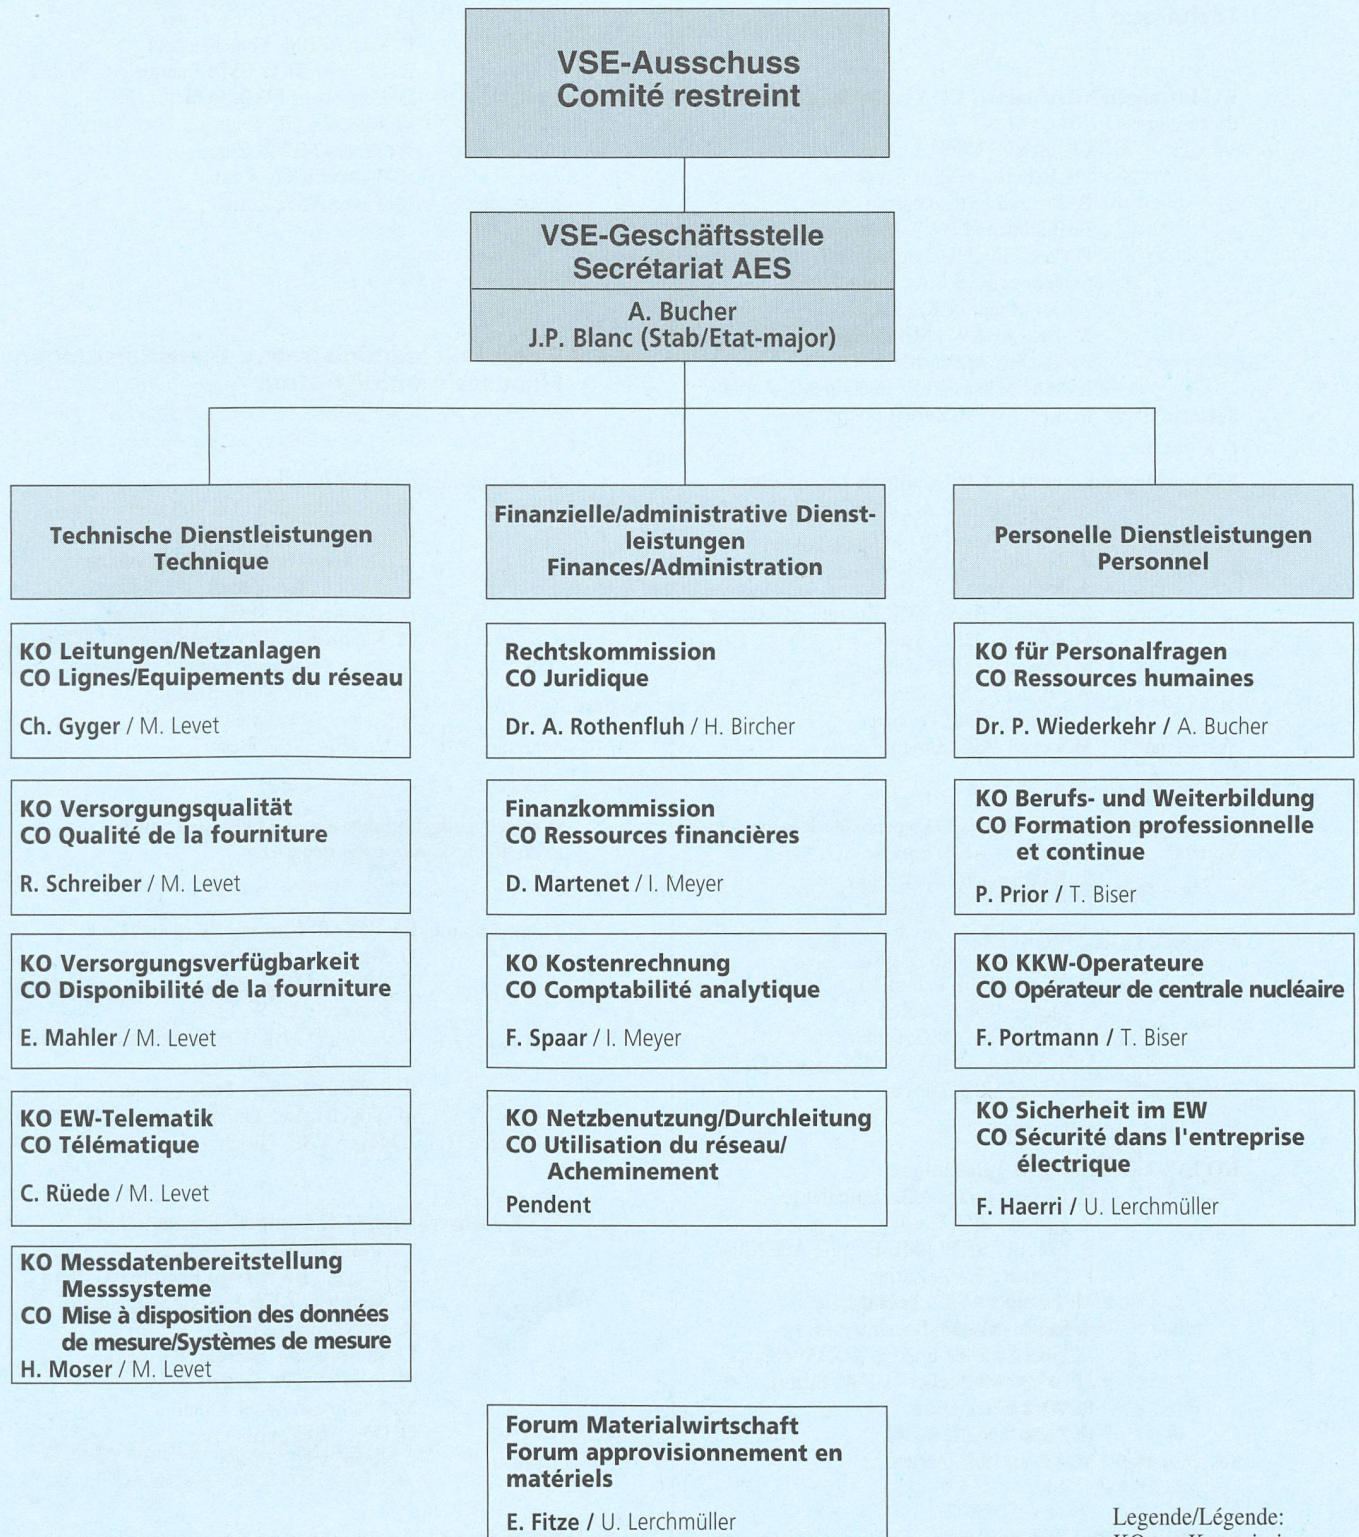 VSE-Ausschuss
Comité restreint
VSE-Geschäftsstelle
Secrétariat AES
A. Bucher
J.P. Blanc (Stab/Etat-major)
Technische Dienstleistungen
Technique
KO Leitungen/Netzanlagen
CO Lignes/Equipements du réseau
Ch. Gyger / M. Levet
KO Versorgungsqualität
CO Qualité de la fourniture
R. Schreiber / M. Levet
KO Versorgungsverfügbarkeit
CO Disponibilité de la fourniture
E. Mahler / M. Levet
KO EW-Telematik
CO Télématique
C. Rüede / M. Levet
KO Messdatenbereitstellung
Messsysteme
CO Mise à disposition des données
de mesure/Systèmes de mesure
H. Moser / M. Levet
Finanzielle/administrative Dienst-
leistungen
Finances/Administration
Rechtskommission
CO Juridique
Dr. A. Rothenfluh / H. Bircher
Finanzkommission
CO Ressources financières
D. Martenet / I. Meyer
KO Kostenrechnung
CO Comptabilité analytique
F. Spaar / I. Meyer
KO Netzbenutzung/Durchleitung
CO Utilisation du réseau/
Acheminement
Pendent
Forum Materialwirtschaft
Forum approvisionnement en
matériels
E. Fitze / U. Lerchmüller
Personelle Dienstleistungen
Personnel
KO für Personalfragen
CO Ressources humaines
Dr. P. Wiederkehr / A. Bucher
KO Berufs- und Weiterbildung
CO Formation professionnelle
et continue
P. Prior / T. Biser
KO KKW-Operateure
CO Opérateur de centrale nucléaire
F. Portmann / T. Biser
KO Sicherheit im EW
CO Sécurité dans l'entreprise
électrique
F. Haerri / U. Lerchmüller
Legende/Légende: